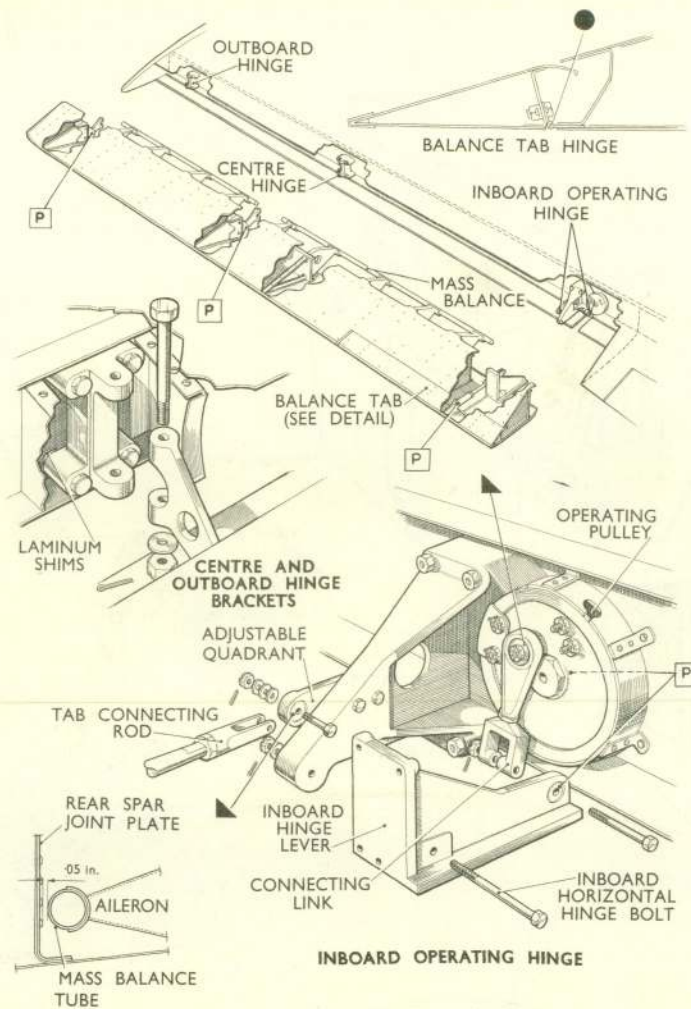 OUTBOARD
HINGE
BALANCE TAB HINGE
CENTRE
HINGE
INBOARD OPERATING
HINGE
P
P
MASS
BALANCE
BALANCE TAB
(SEE DETAIL)
P
LAMINUM
SHIMS
CENTRE AND
OUTBOARD HINGE
BRACKETS
OPERATING
PULLEY
ADJUSTABLE
QUADRANT
P
TAB CONNECTING
ROD
REAR SPAR
JOINT PLATE
INBOARD
HINGE
LEVER
·05 in.
AILERON
CONNECTING
LINK
INBOARD
HORIZONTAL
HINGE BOLT
MASS BALANCE
TUBE
INBOARD OPERATING HINGE